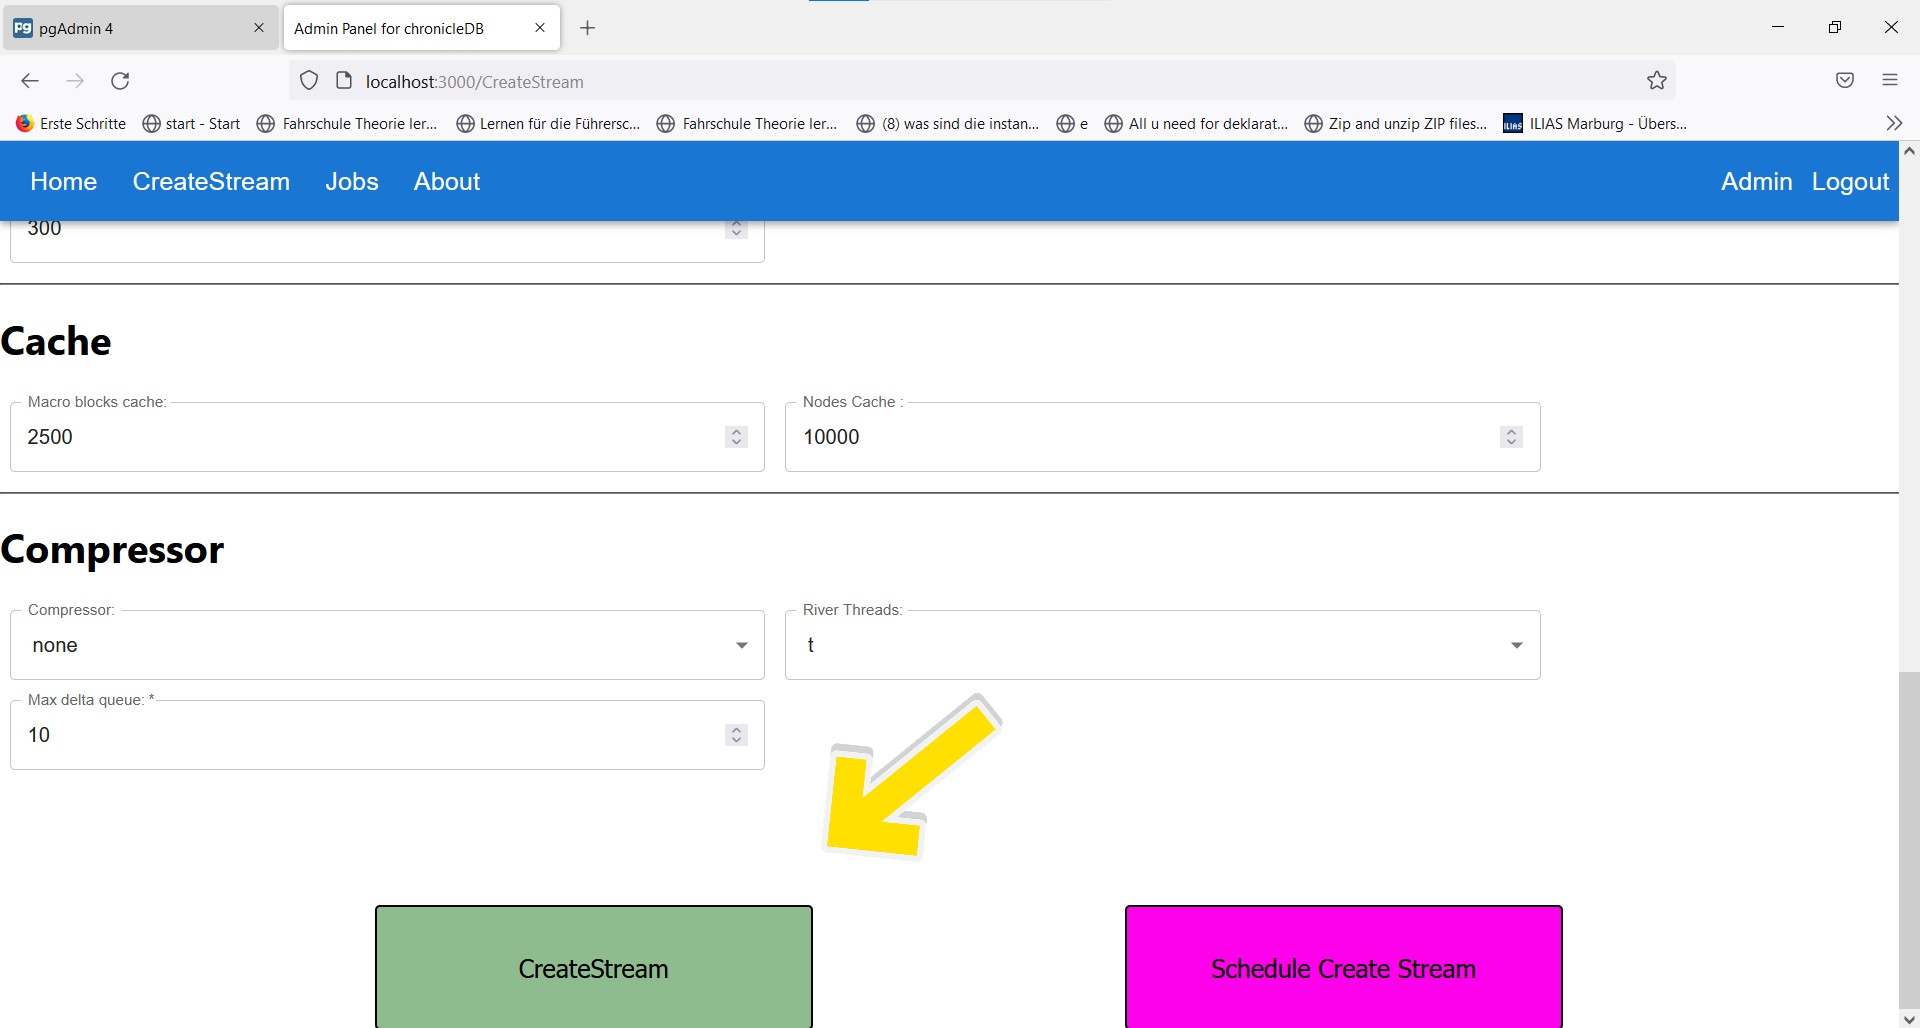 pgAdmin 4
Admin Panel for chronicleDB
localhost:3000/CreateStream
Erste Schritte
start - Start
Fahrschule Theorie ler...
Lernen für die Führersc...
Fahrschule Theorie ler...
(8) was sind die instan...
e
All u need for deklarat...
Zip and unzip ZIP files...
ILIAS Marburg - Übers...
Home CreateStream Jobs About Admin Logout
300
Cache
Macro blocks cache: Nodes Cache :
2500 10000
Compressor
Compressor: River Threads:
none t
Max delta queue: *
10
CreateStream Schedule Create Stream